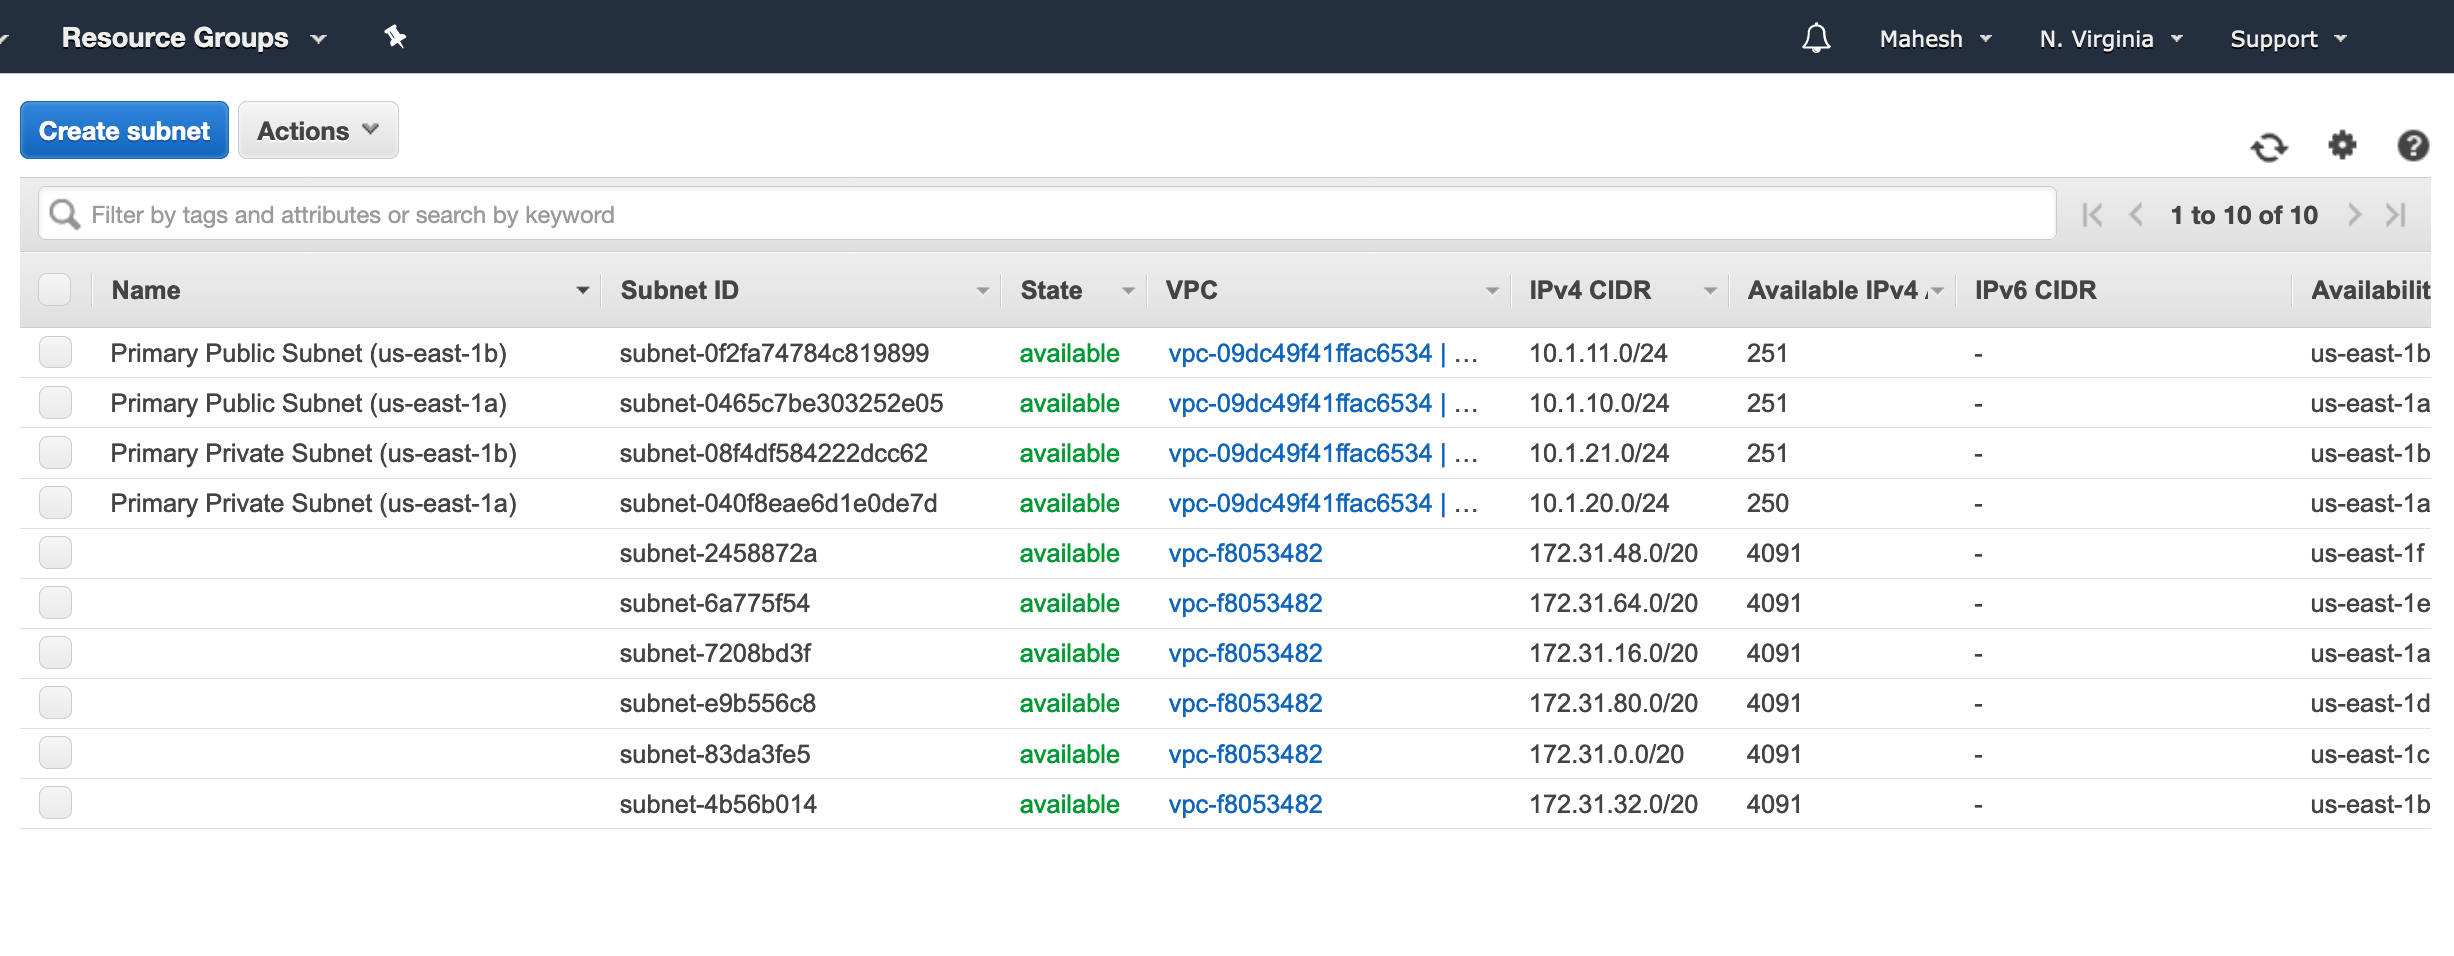 Resource Groups Mahesh N. Virginia Support
Create subnet Actions
Filter by tags and attributes or search by keyword 1 to 10 of 10
Name Subnet ID State VPC IPv4 CIDR Available IPv4 IPv6 CIDR Availabilit
Primary Public Subnet (us-east-1b) subnet-0f2fa74784c819899 available vpc-09dc49f41ffac6534 | ... 10.1.11.0/24 251 - us-east-1b
Primary Public Subnet (us-east-1a) subnet-0465c7be303252e05 available vpc-09dc49f41ffac6534 | ... 10.1.10.0/24 251 - us-east-1a
Primary Private Subnet (us-east-1b) subnet-08f4df584222dcc62 available vpc-09dc49f41ffac6534 | ... 10.1.21.0/24 251 - us-east-1b
Primary Private Subnet (us-east-1a) subnet-040f8eae6d1e0de7d available vpc-09dc49f41ffac6534 | ... 10.1.20.0/24 250 - us-east-1a
subnet-2458872a available vpc-f8053482 172.31.48.0/20 4091 - us-east-1f
subnet-6a775f54 available vpc-f8053482 172.31.64.0/20 4091 - us-east-1e
subnet-7208bd3f available vpc-f8053482 172.31.16.0/20 4091 - us-east-1a
subnet-e9b556c8 available vpc-f8053482 172.31.80.0/20 4091 - us-east-1d
subnet-83da3fe5 available vpc-f8053482 172.31.0.0/20 4091 - us-east-1c
subnet-4b56b014 available vpc-f8053482 172.31.32.0/20 4091 - us-east-1b